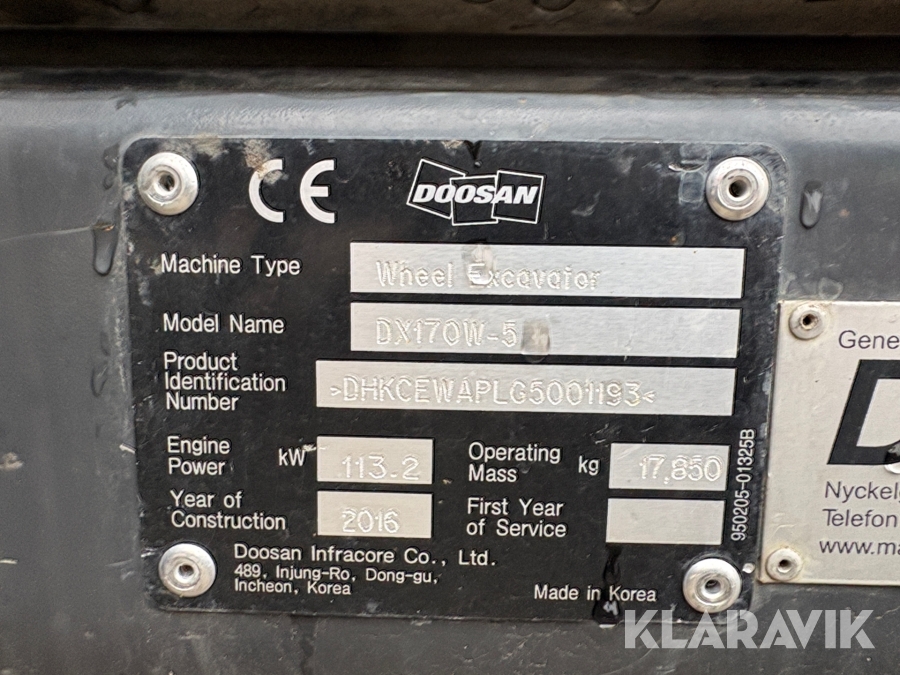 CE DOOSAN
Machine Type Wheel Excavator
Model Name DX170W-5
Product
Identification
Number
>DHKCEWAPLG5001193<
Engine
Power kW 113.2
Operating
Mass kg 17,850
Year of
Construction 2016
First Year
of Service
Doosan Infracore Co., Ltd.
489, Injung-Ro, Dong-gu,
Incheon, Korea
Made in Korea
950205-01325B
Telefon
www.ma
KLARAVIK